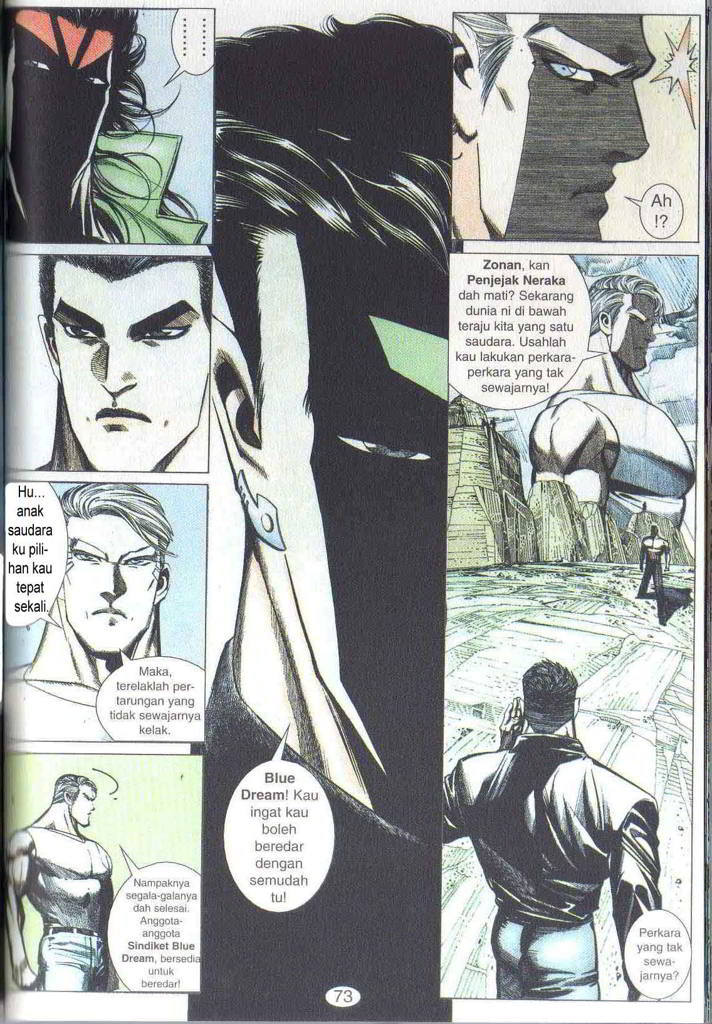 .......
Hu...
anak
saudara
ku pili-
han kau
tepat
sekali.
Maka,
terelaklah per-
tarungan yang
tidak sewajarnya
kelak.
Nampaknya
segala-galanya
dah selesai.
Anggota-
anggota
Sindiket Blue
Dream, bersedia
untuk
beredar!
Blue
Dream! Kau
ingat kau
boleh
beredar
dengan
semudah
tu!
Ah
!?
Zonan, kan
Penjejak Neraka
dah mati? Sekarang
ni di bawah
teraju kita yang satu
saudara. Usahlah
kau lakukan perkara-
perkara yang tak
sewajarnya!
Perkara
yang tak
sewa-
jarnya?
73